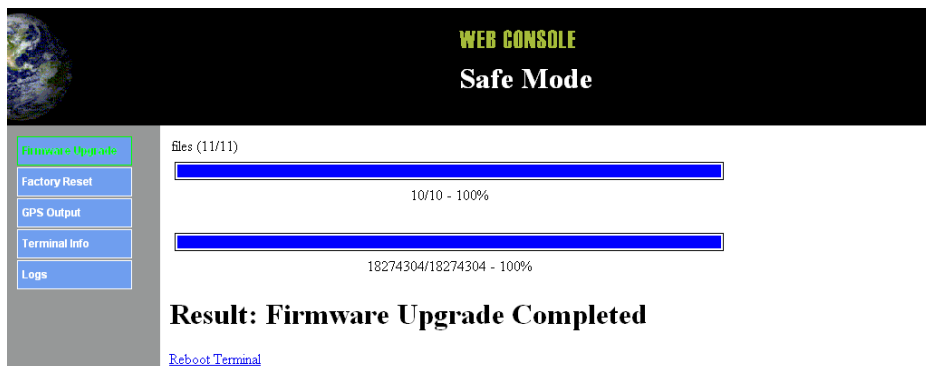 WEB CONSOLE
Safe Mode
Firmware Upgrade
Factory Reset
GPS Output
Terminal Info
Logs
files (11/11)
10/10 - 100%
18274304/18274304 - 100%
Result: Firmware Upgrade Completed
Reboot Terminal